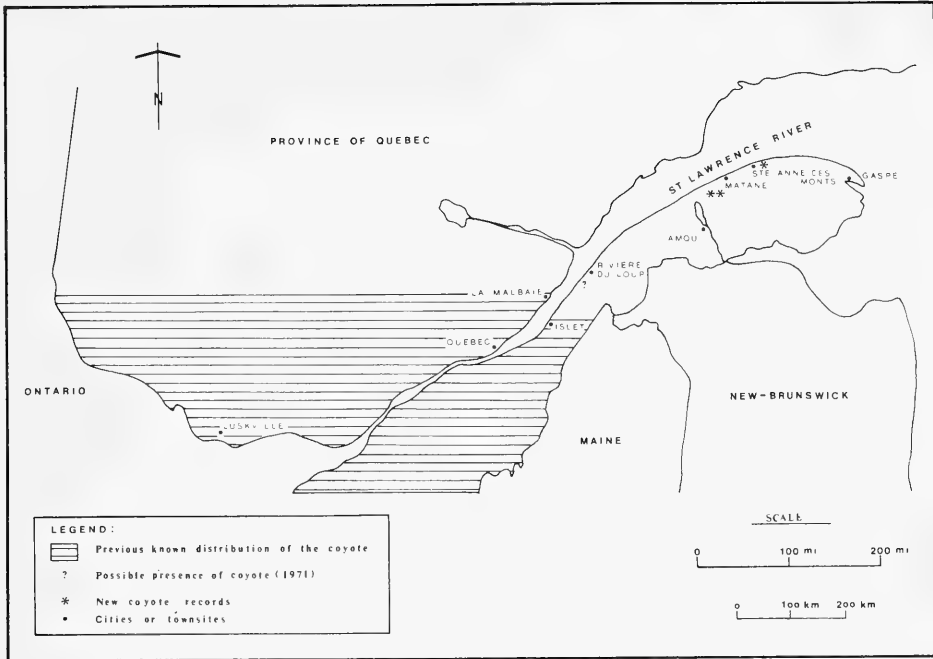 N
PROVINCE OF QUEBEC
ST LAWRENCE RIVER
STE ANNE DES
MONTS
GASPE
MATANE
AMQU
RIVIERE
DU LOUP
?
LA MALBAIE
ISLET
QUEBEC
ONTARIO
LUSKVILLE
MAINE
NEW-BRUNSWICK
LEGEND:
Previous known distribution of the coyote
? Possible presence of coyote (1971)
* New coyote records
• Cities or townsites
SCALE
0 100 mi 200 mi
0 100 km 200 km